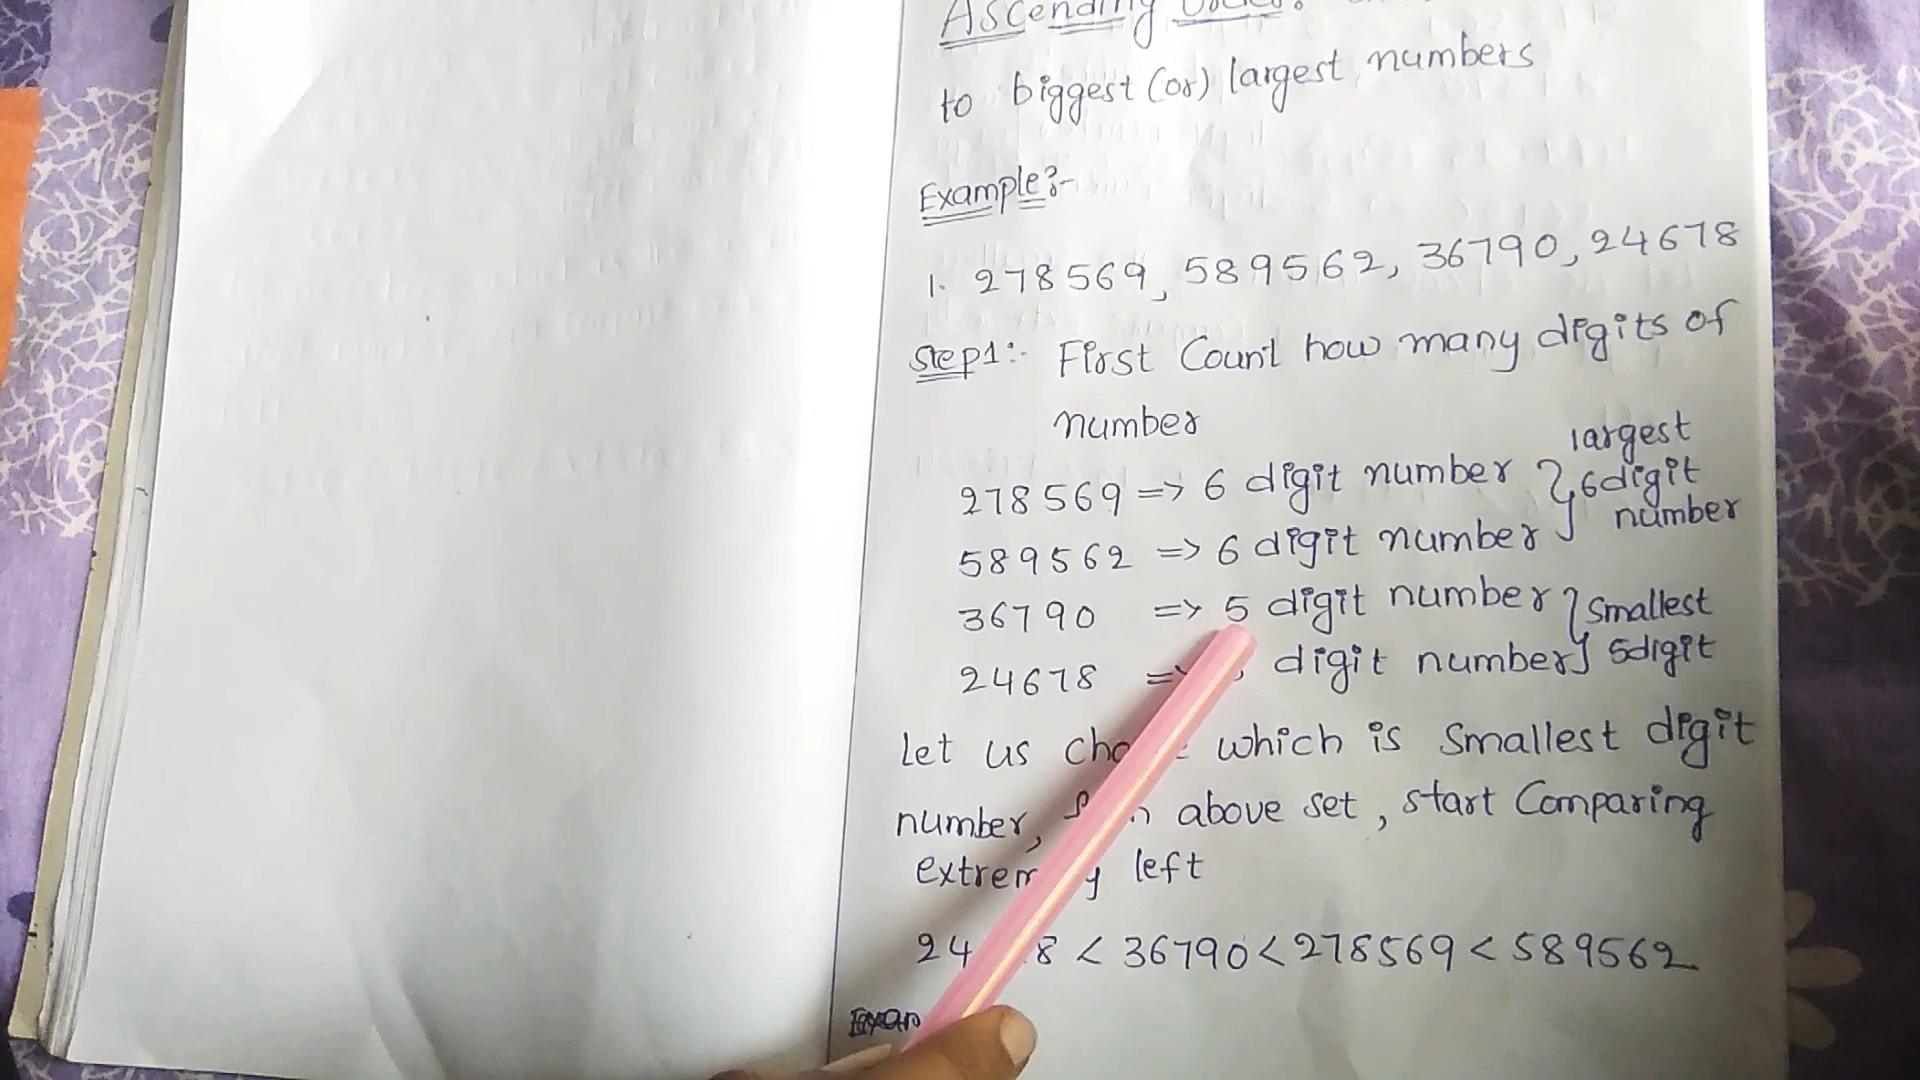 Ascending
to biggest (or) largest numbers
Example:-
1. 278569, 589562, 36790, 24678
Step1:- First Count how many digits of
number
largest
278569 => 6 digit number } 6digit
number
589562 => 6 digit number
36790 => 5 digit number } Smallest
24678 => digit number } 5digit
Let us which is Smallest digit
number, above set, start Comparing
left
24 8 < 36790 < 278569 < 589562